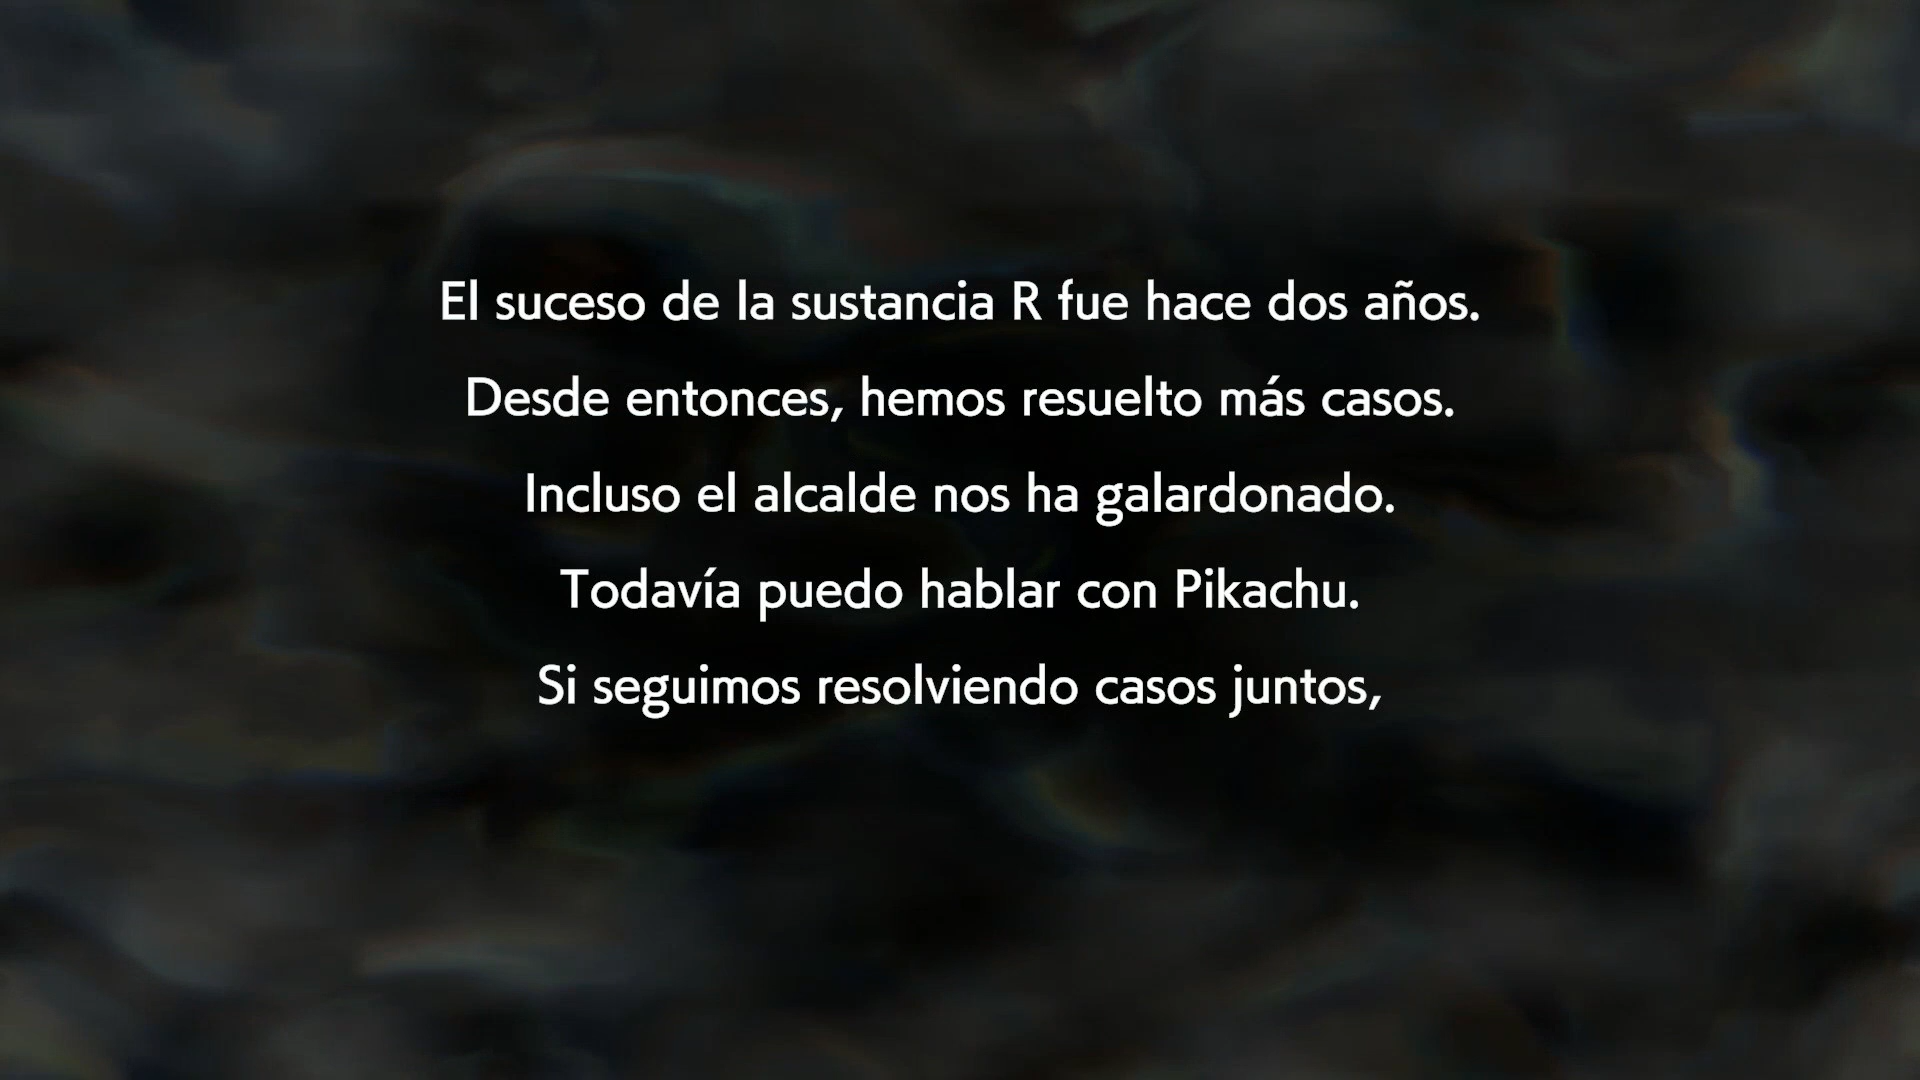 El suceso de la sustancia R fue hace dos años.
Desde entonces, hemos resuelto más casos.
Incluso el alcalde nos ha galardonado.
Todavía puedo hablar con Pikachu.
Si seguimos resolviendo casos juntos,